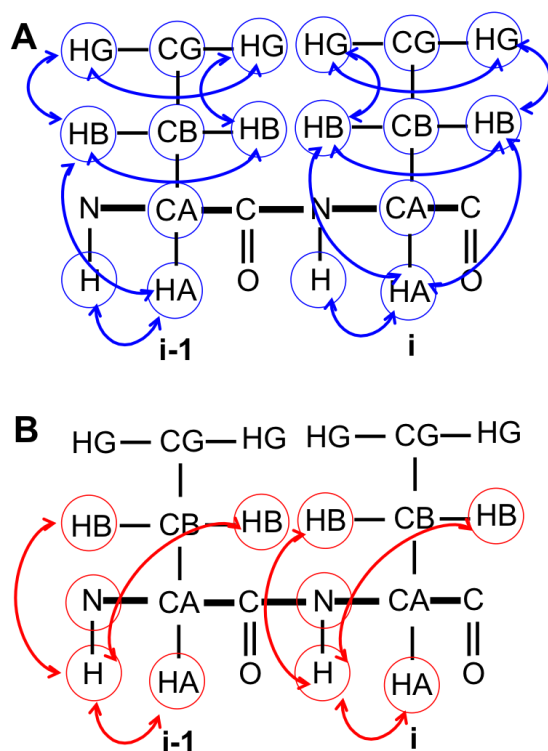 A
HG CG HG HG CG HG
HB CB HB HB CB HB
N CA C N CA C
H HA O H HA O
i-1 i
B
HG CG HG HG CG HG
HB CB HB HB CB HB
N CA C N CA C
H HA O H HA O
i-1 i